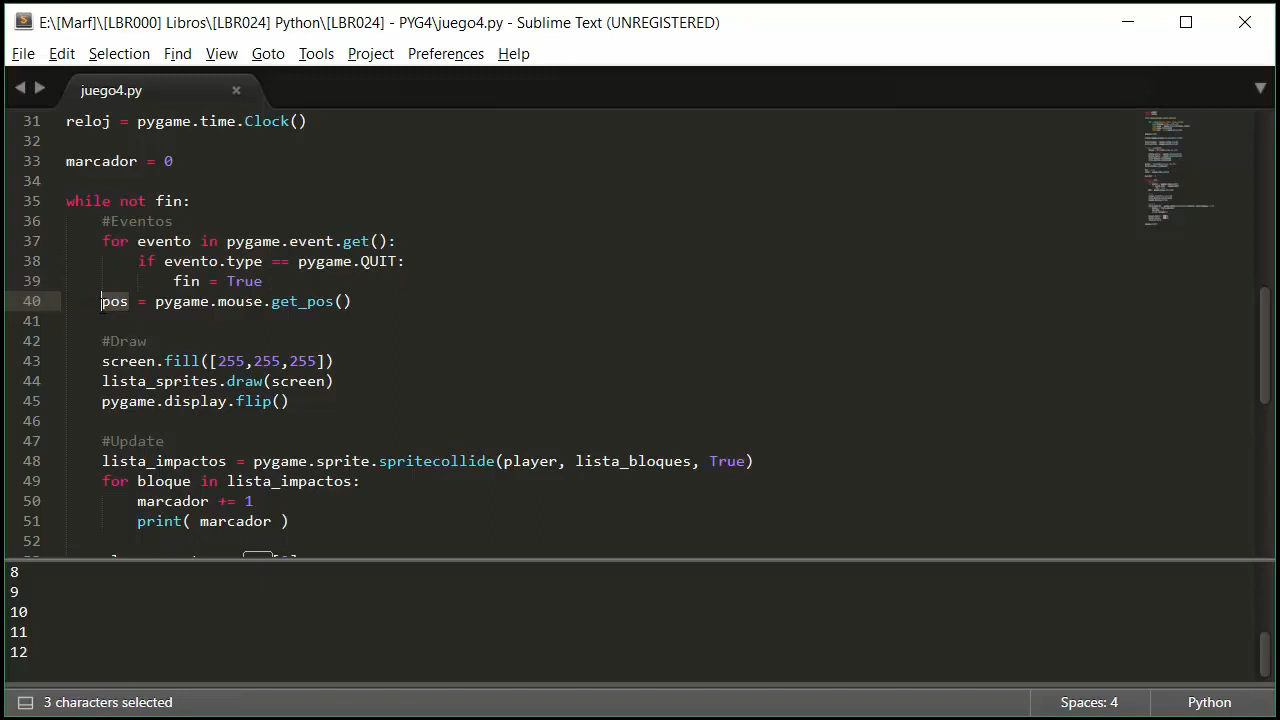 E:\[Marf]\[LBR000] Libros\[LBR024] Python\[LBR024] - PYG4\juego4.py - Sublime Text (UNREGISTERED)
File Edit Selection Find View Goto Tools Project Preferences Help
juego4.py
31 reloj = pygame.time.Clock()
32
33 marcador = 0
34
35 while not fin:
36 #Eventos
37 for evento in pygame.event.get():
38 if evento.type == pygame.QUIT:
39 fin = True
40 pos = pygame.mouse.get_pos()
41
42 #Draw
43 screen.fill([255,255,255])
44 lista_sprites.draw(screen)
45 pygame.display.flip()
46
47 #Update
48 lista_impactos = pygame.sprite.spritecollide(player, lista_bloques, True)
49 for bloque in lista_impactos:
50 marcador += 1
51 print( marcador )
52
8
9
10
11
12
3 characters selected Spaces: 4 Python